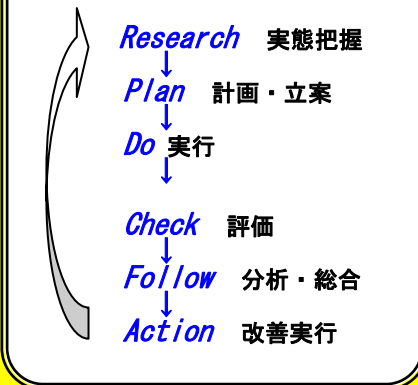 Research 実態把握
↓
Plan 計画・立案
↓
Do 実行
↓
Check 評価
↓
Follow 分析・総合
↓
Action 改善実行